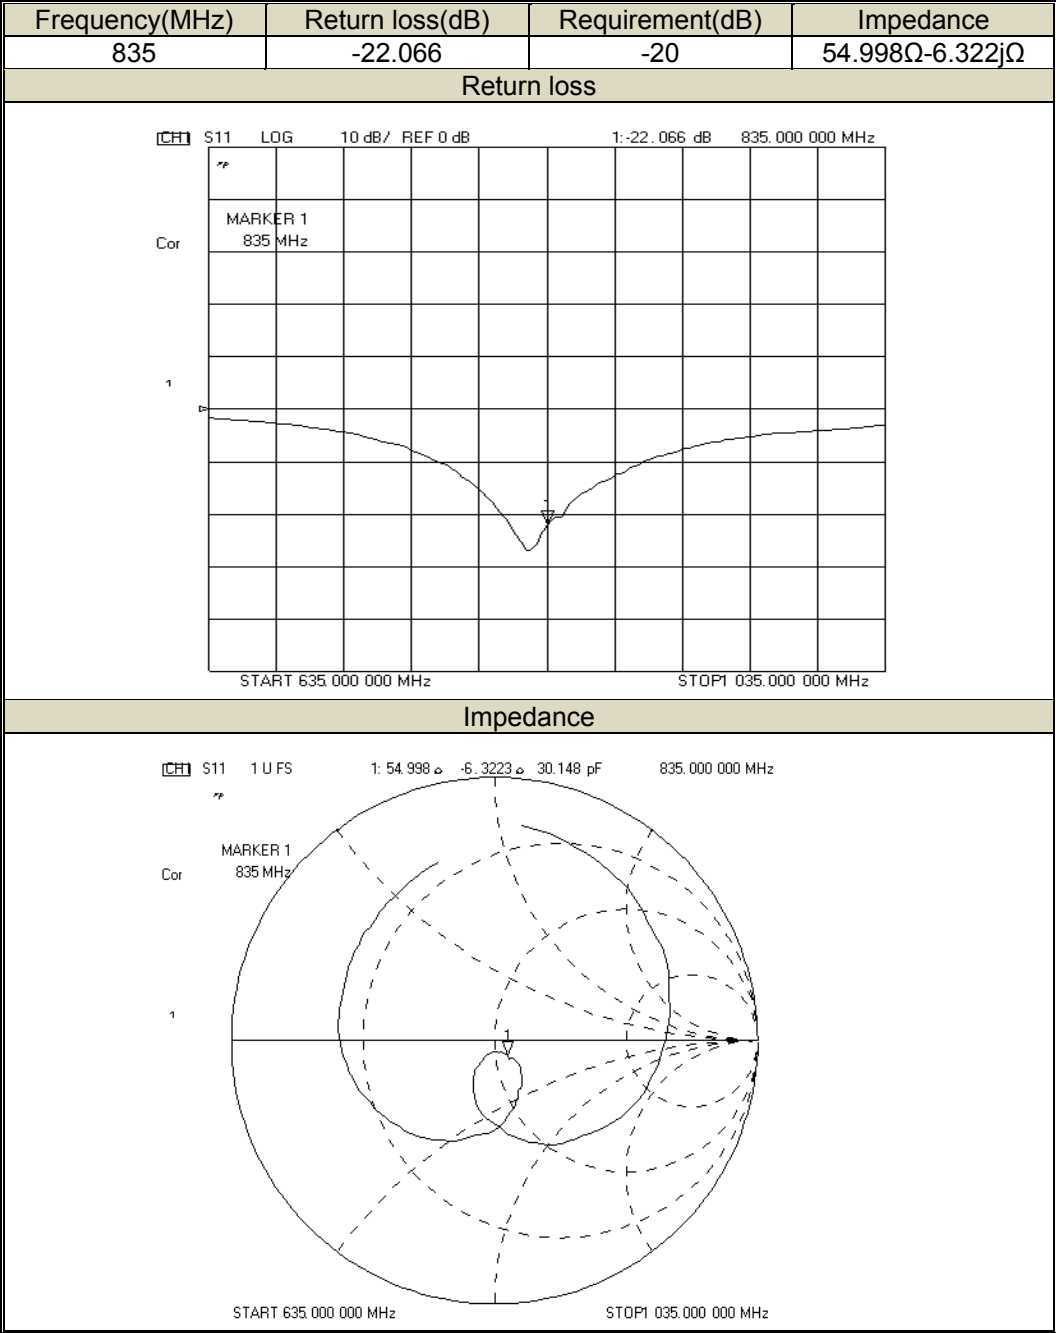 Frequency(MHz) Return loss(dB) Requirement(dB) Impedance
835 -22.066 -20 54.998Ω-6.322jΩ
Return loss
CH1 S11 LOG 10 dB/ REF 0 dB 1:-22.066 dB 835.000 000 MHz
MARKER 1
835 MHz
Cor
1
1
START 635.000 000 MHz STOP1 035.000 000 MHz
Impedance
CH1 S11 1 U FS 1: 54.998 Ω -6.3223 Ω 30.148 pF 835.000 000 MHz
MARKER 1
835 MHz
Cor
1
1
START 635.000 000 MHz STOP1 035.000 000 MHz